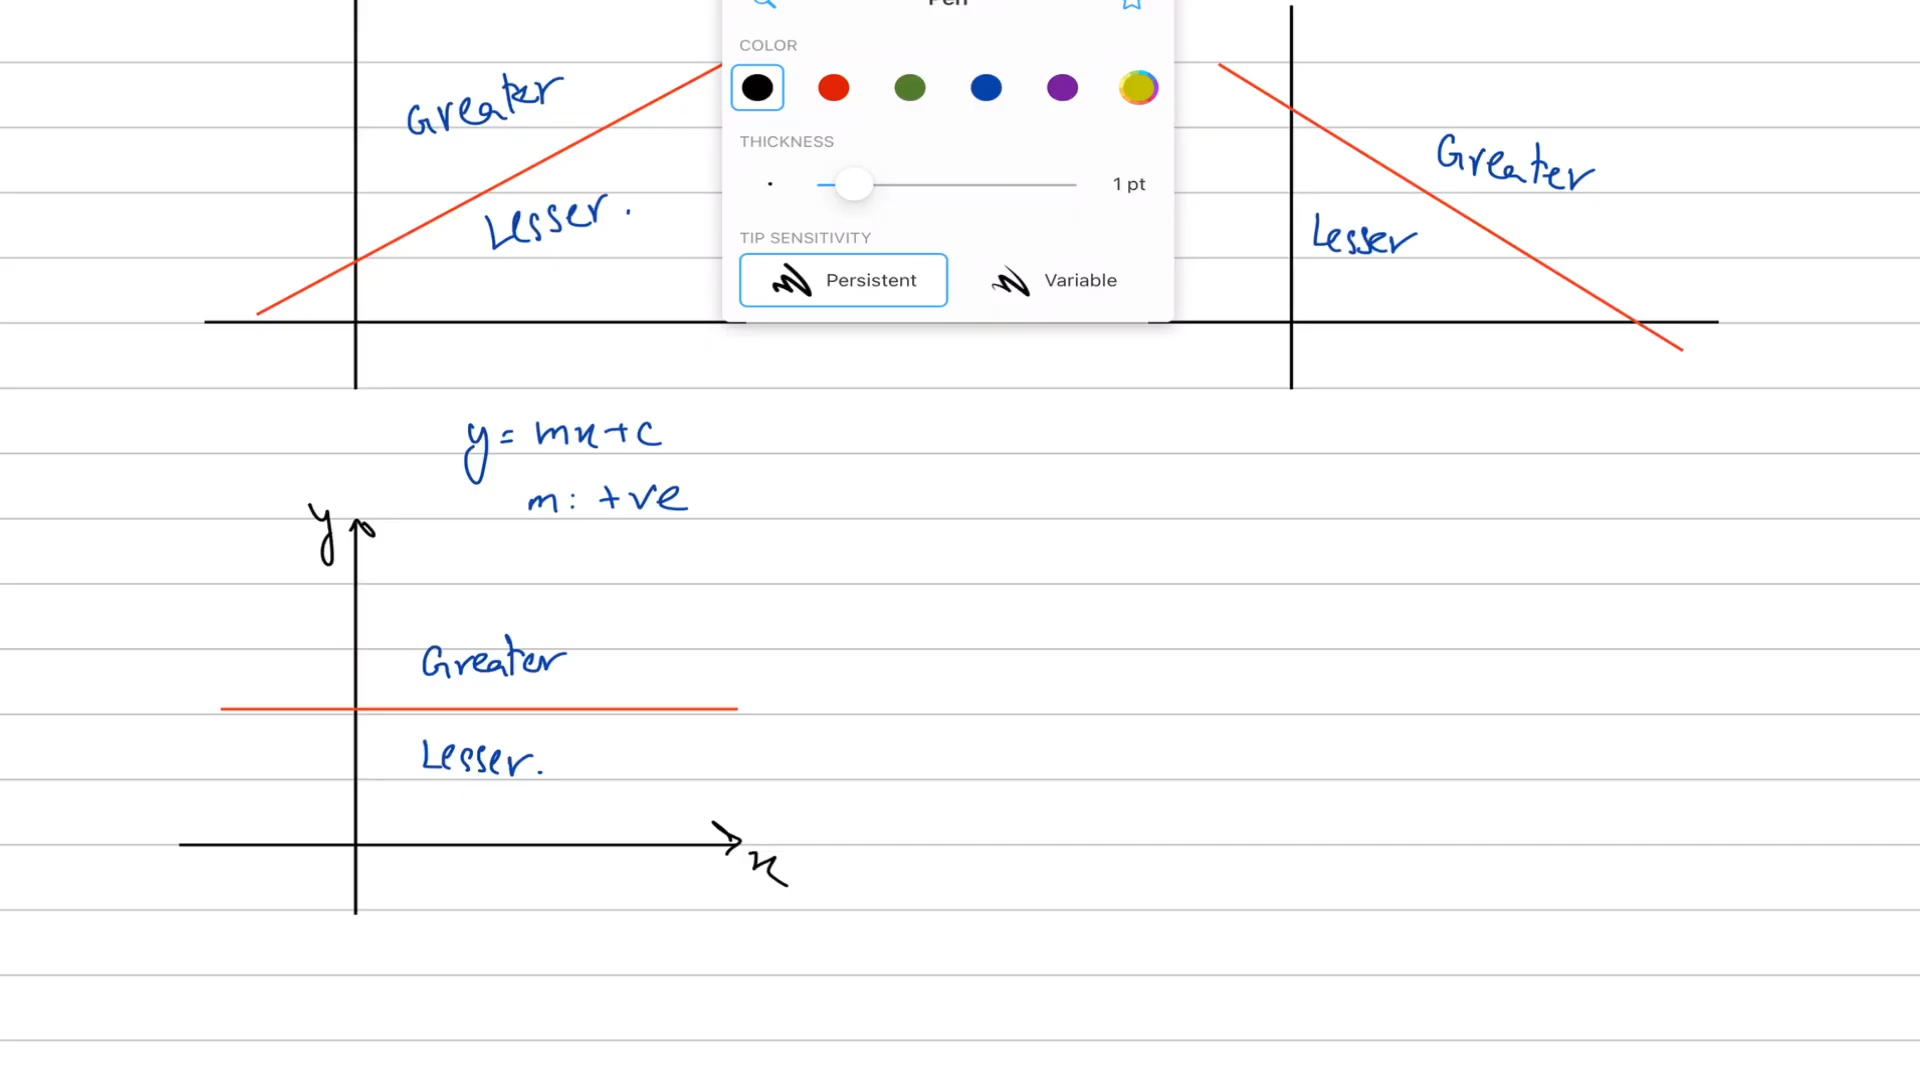 Pen
COLOR
THICKNESS
1 pt
TIP SENSITIVITY
Persistent
Variable
Greater
Lesser.
Greater
Lesser
y = mx+c
m: +ve
y
Greater
Lesser.
x